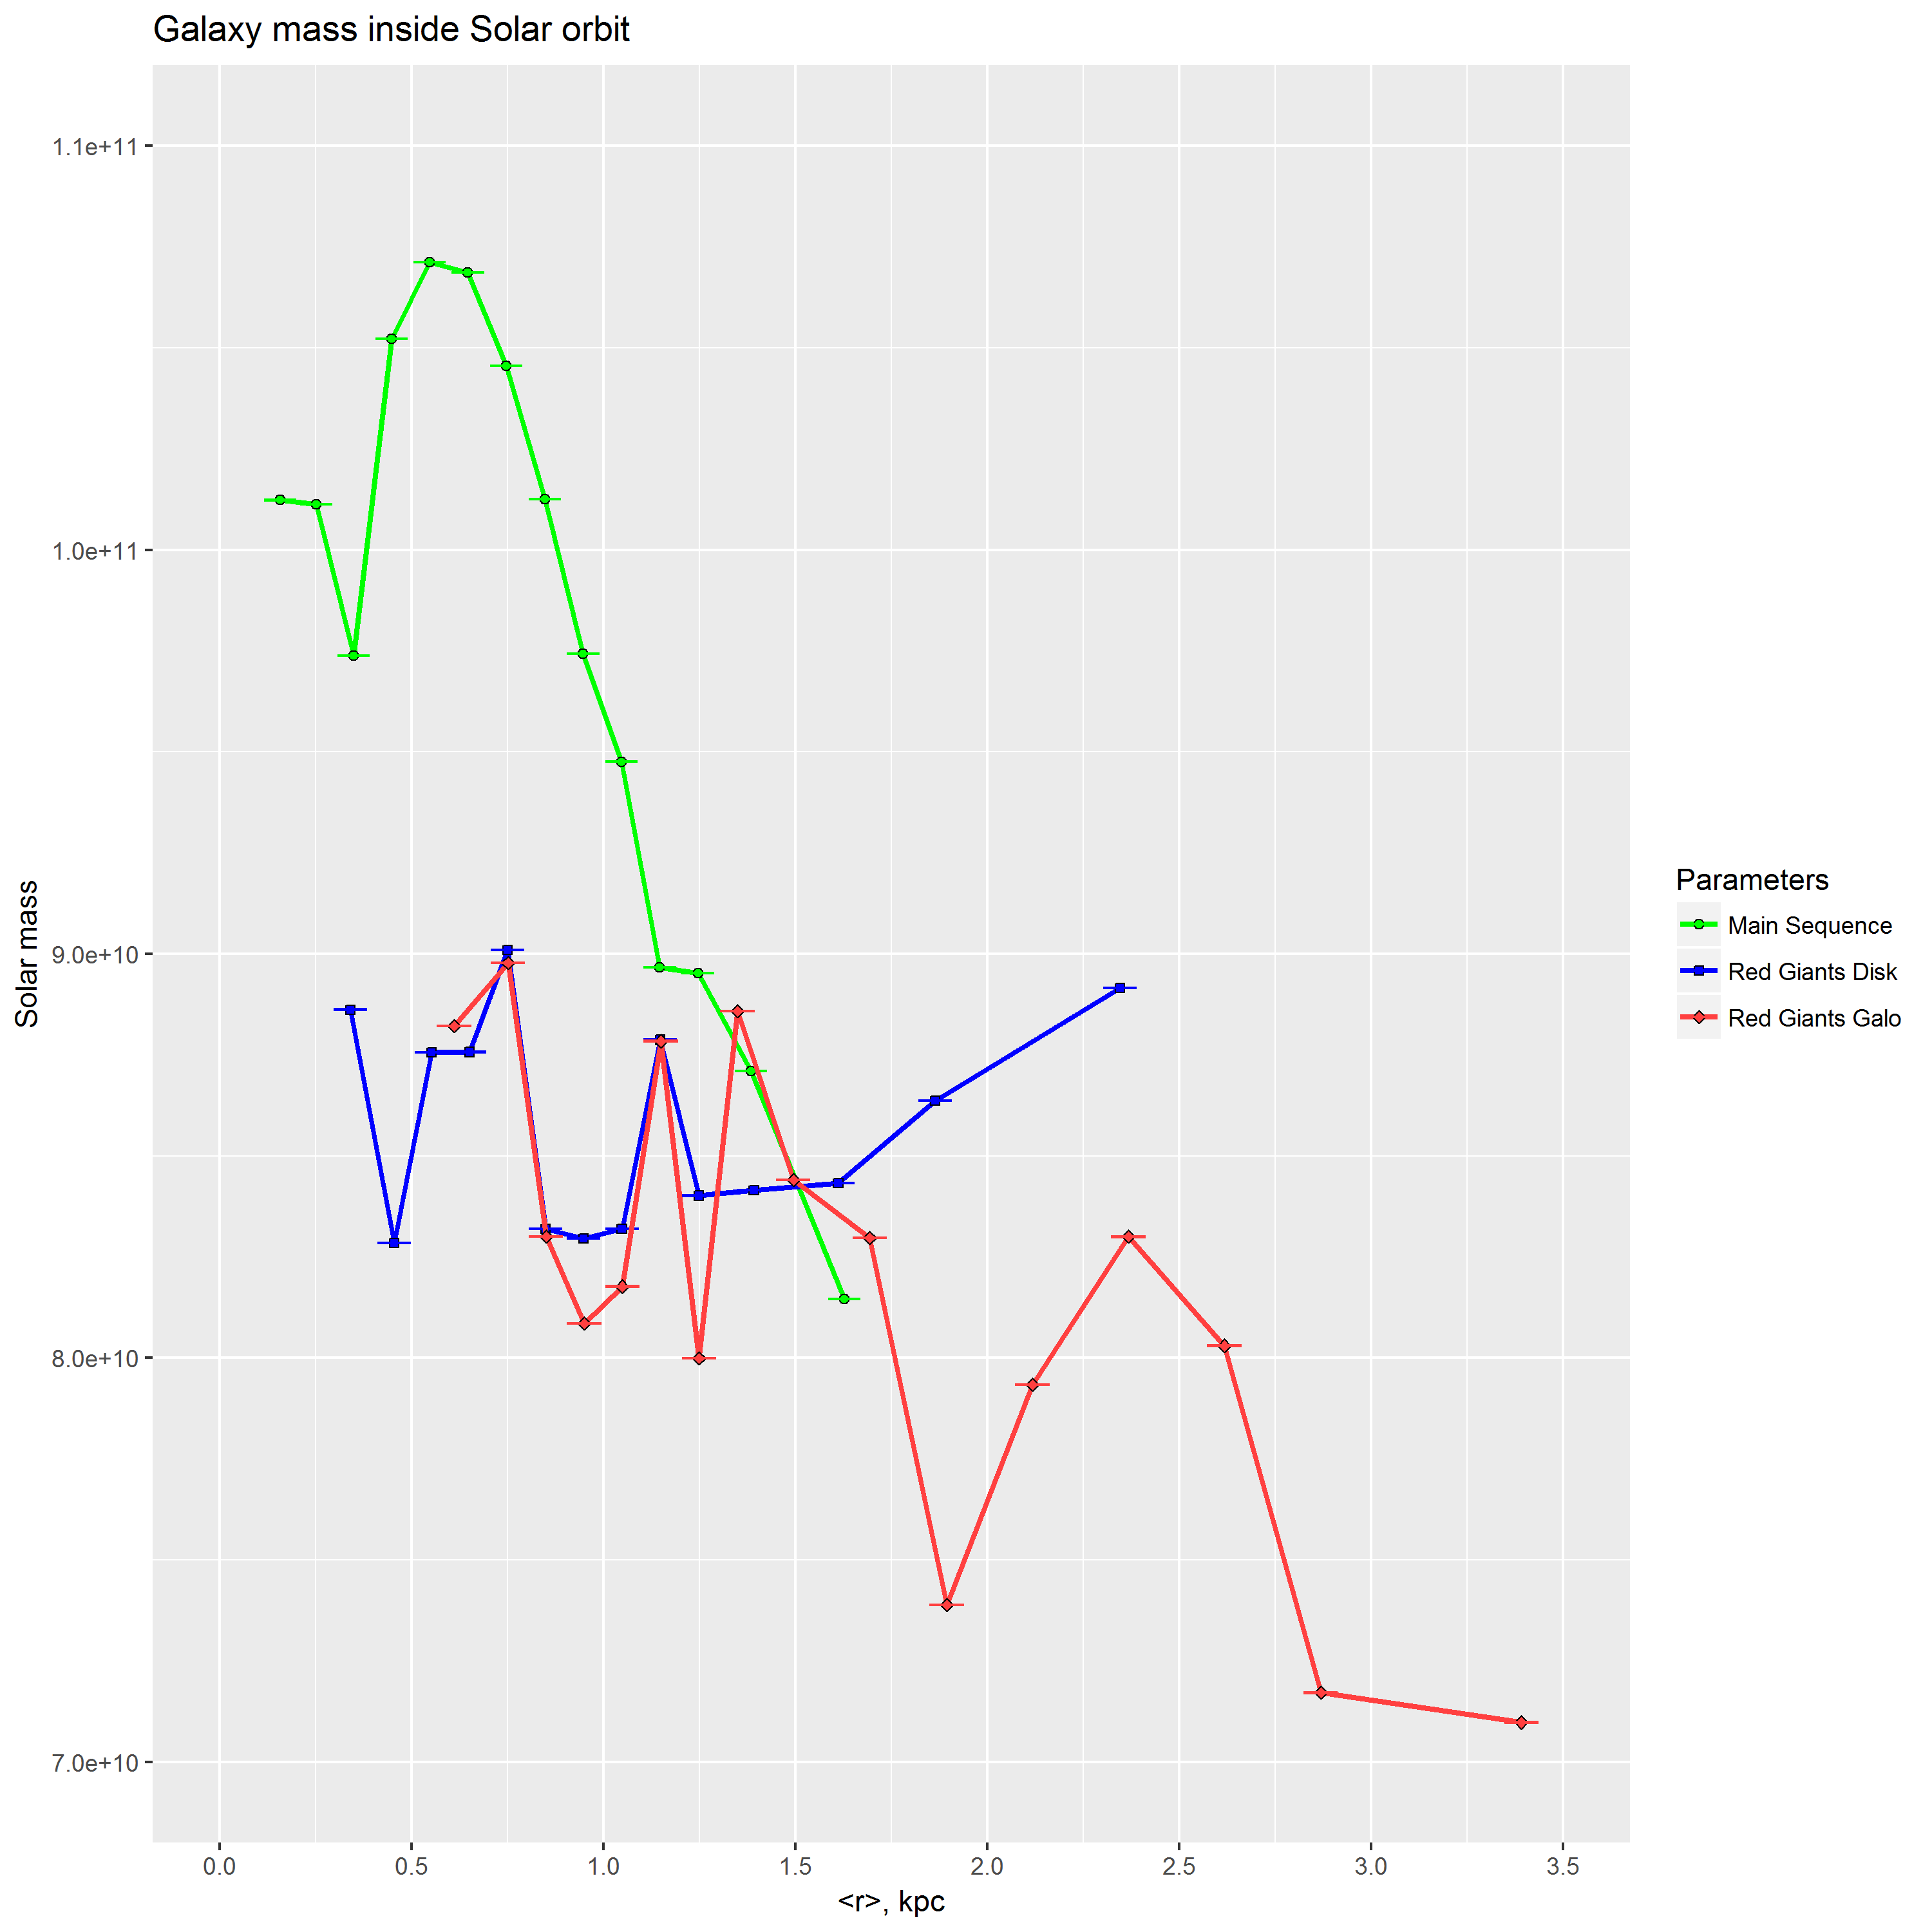 Galaxy mass inside Solar orbit
1.1e+11
1.0e+11
9.0e+10
8.0e+10
7.0e+10
Solar mass
0.0 0.5 1.0 1.5 2.0 2.5 3.0 3.5
<r>, kpc
Parameters
Main Sequence
Red Giants Disk
Red Giants Galo